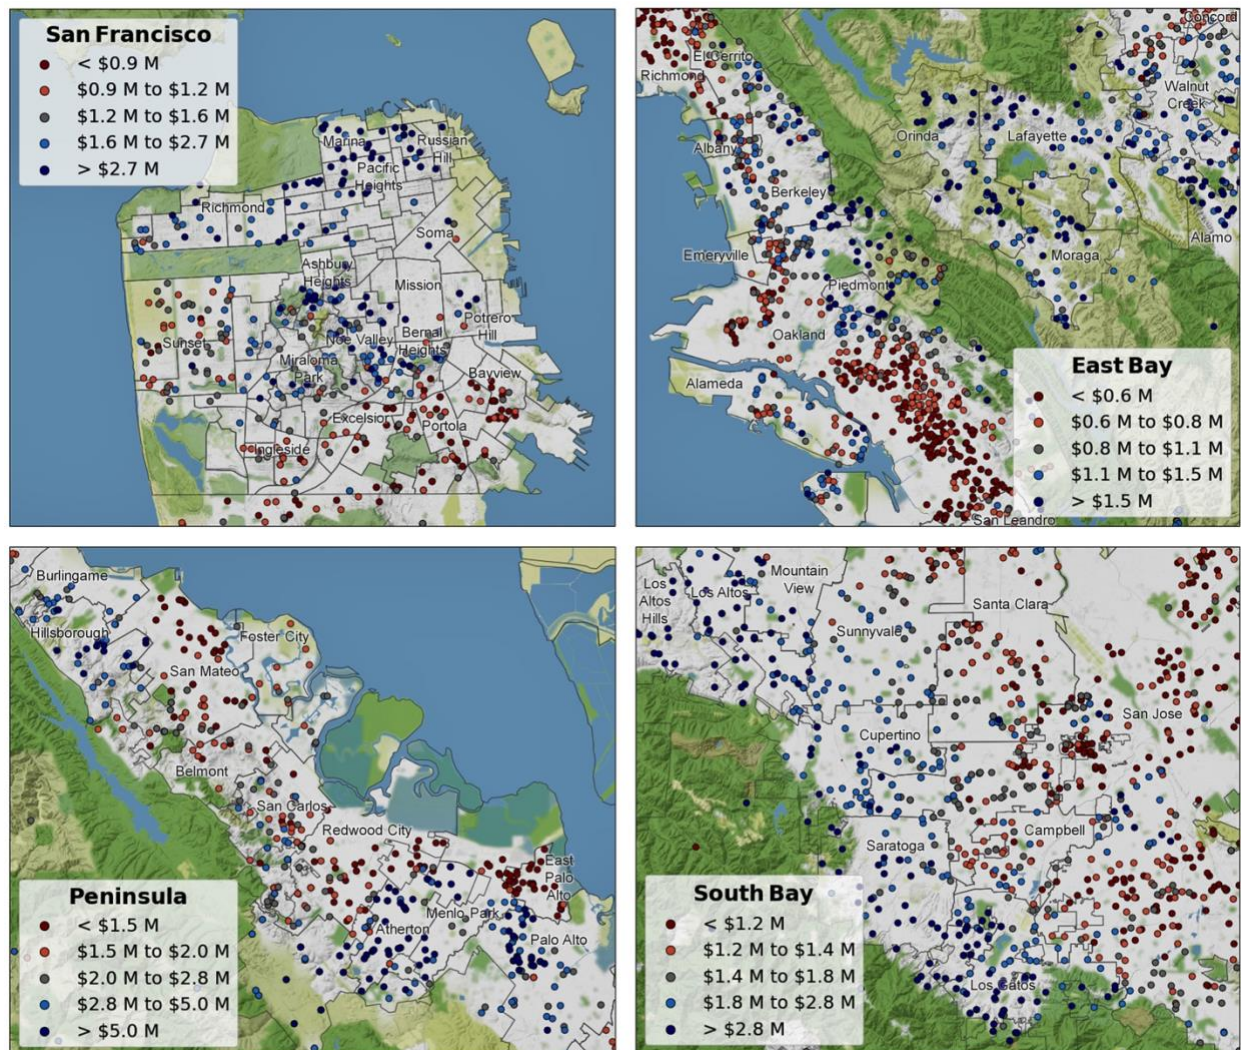 San Francisco
< $0.9 M
$0.9 M to $1.2 M
$1.2 M to $1.6 M
$1.6 M to $2.7 M
> $2.7 M
Marina
Russian
Hill
Pacific
Heights
Richmond
Soma
Ashbury
Heights
Mission
Potrero
Hill
Sunset
Noe Valley
Bernal
Heights
Miraloma
Park
Bayview
Excelsior
Portola
Ingleside
Concord
El Cerrito
Richmond
Walnut
Creek
Albany
Orinda
Lafayette
Berkeley
Emeryville
Alamo
Moraga
Piedmont
Oakland
Alameda
San Leandro
East Bay
< $0.6 M
$0.6 M to $0.8 M
$0.8 M to $1.1 M
$1.1 M to $1.5 M
> $1.5 M
Burlingame
Hillsborough
Foster City
San Mateo
Belmont
San Carlos
Redwood City
East
Palo
Alto
Menlo Park
Atherton
Palo Alto
Peninsula
< $1.5 M
$1.5 M to $2.0 M
$2.0 M to $2.8 M
$2.8 M to $5.0 M
> $5.0 M
Los
Altos
Hills
Los Altos
Mountain
View
Santa Clara
Sunnyvale
San Jose
Cupertino
Campbell
Saratoga
Los Gatos
South Bay
< $1.2 M
$1.2 M to $1.4 M
$1.4 M to $1.8 M
$1.8 M to $2.8 M
> $2.8 M